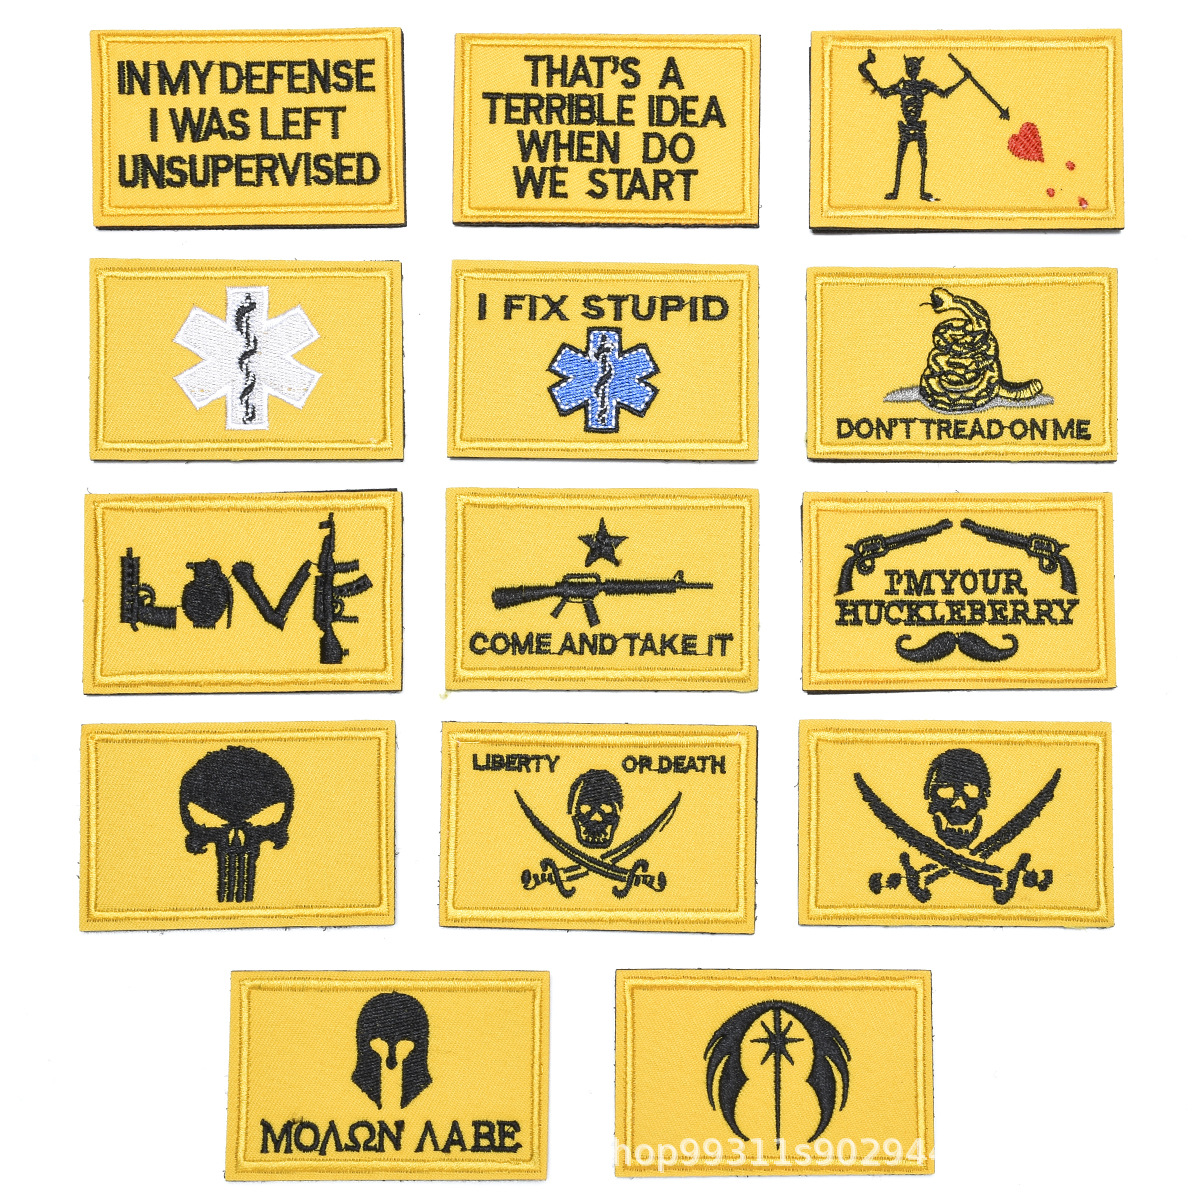 IN MY DEFENSE
I WAS LEFT
UNSUPERVISED
THAT'S A
TERRIBLE IDEA
WHEN DO
WE START
I FIX STUPID
DON'T TREAD ON ME
LOVE
COME AND TAKE IT
I'M YOUR
HUCKLEBERRY
LIBERTY OR DEATH
ΜΟΛΩΝ ΛΑΒΕ
hop99311s90294